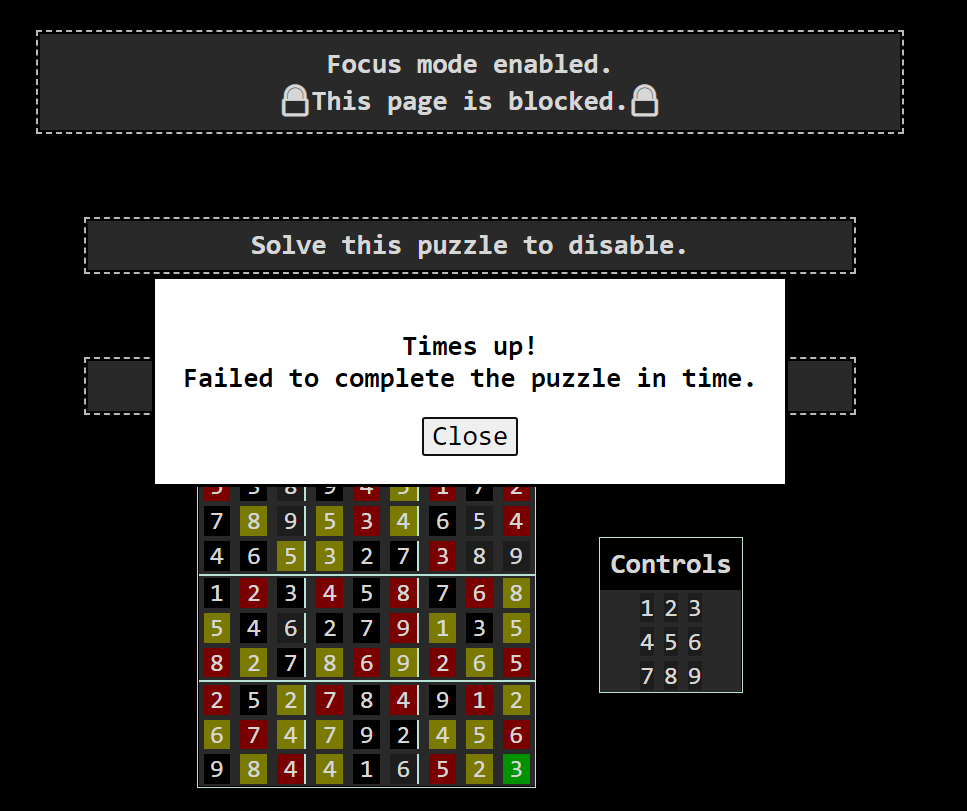 Focus mode enabled.
🔒This page is blocked.🔒
Solve this puzzle to disable.
Times up!
Failed to complete the puzzle in time.
Close
7 8 9 5 3 4 6 5 4
4 6 5 3 2 7 3 8 9
1 2 3 4 5 8 7 6 8
5 4 6 2 7 9 1 3 5
8 2 7 8 6 9 2 6 5
2 5 2 7 8 4 9 1 2
6 7 4 7 9 2 4 5 6
9 8 4 4 1 6 5 2 3
Controls
1 2 3
4 5 6
7 8 9